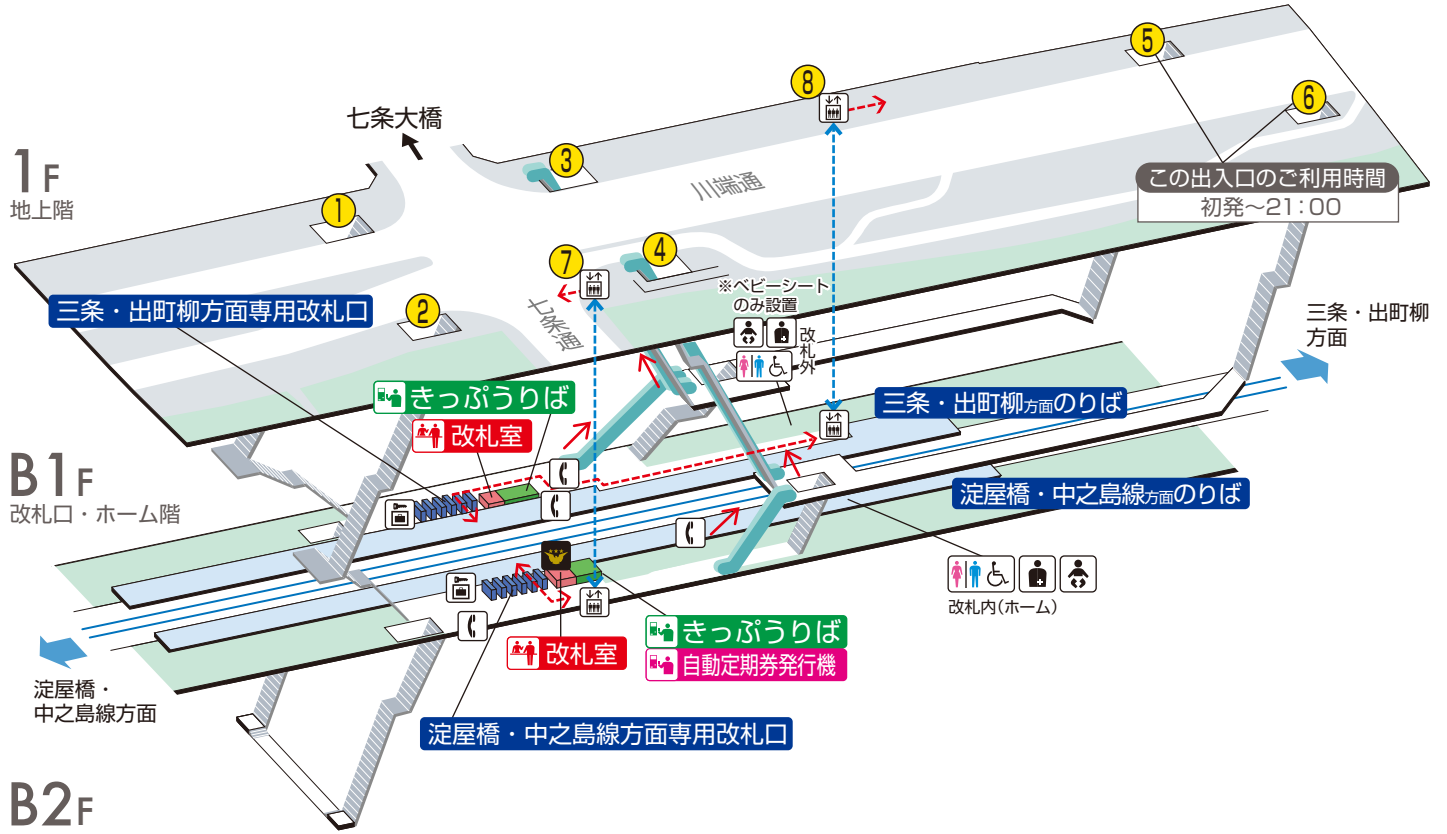 ⑤
⑧
⑥
七条大橋
③
1F
地上階
この出入口のご利用時間
初発〜21：00
川端通
①
④
⑦
※ベビーシート
のみ設置
三条・出町柳方面専用改札口
②
七条通
改札外
三条・出町柳
方面
きっぷうりば
三条・出町柳方面のりば
改札室
B1F
改札口・ホーム階
淀屋橋・中之島線方面のりば
改札内(ホーム)
きっぷうりば
改札室
自動定期券発行機
淀屋橋・
中之島線方面
淀屋橋・中之島線方面専用改札口
B2F